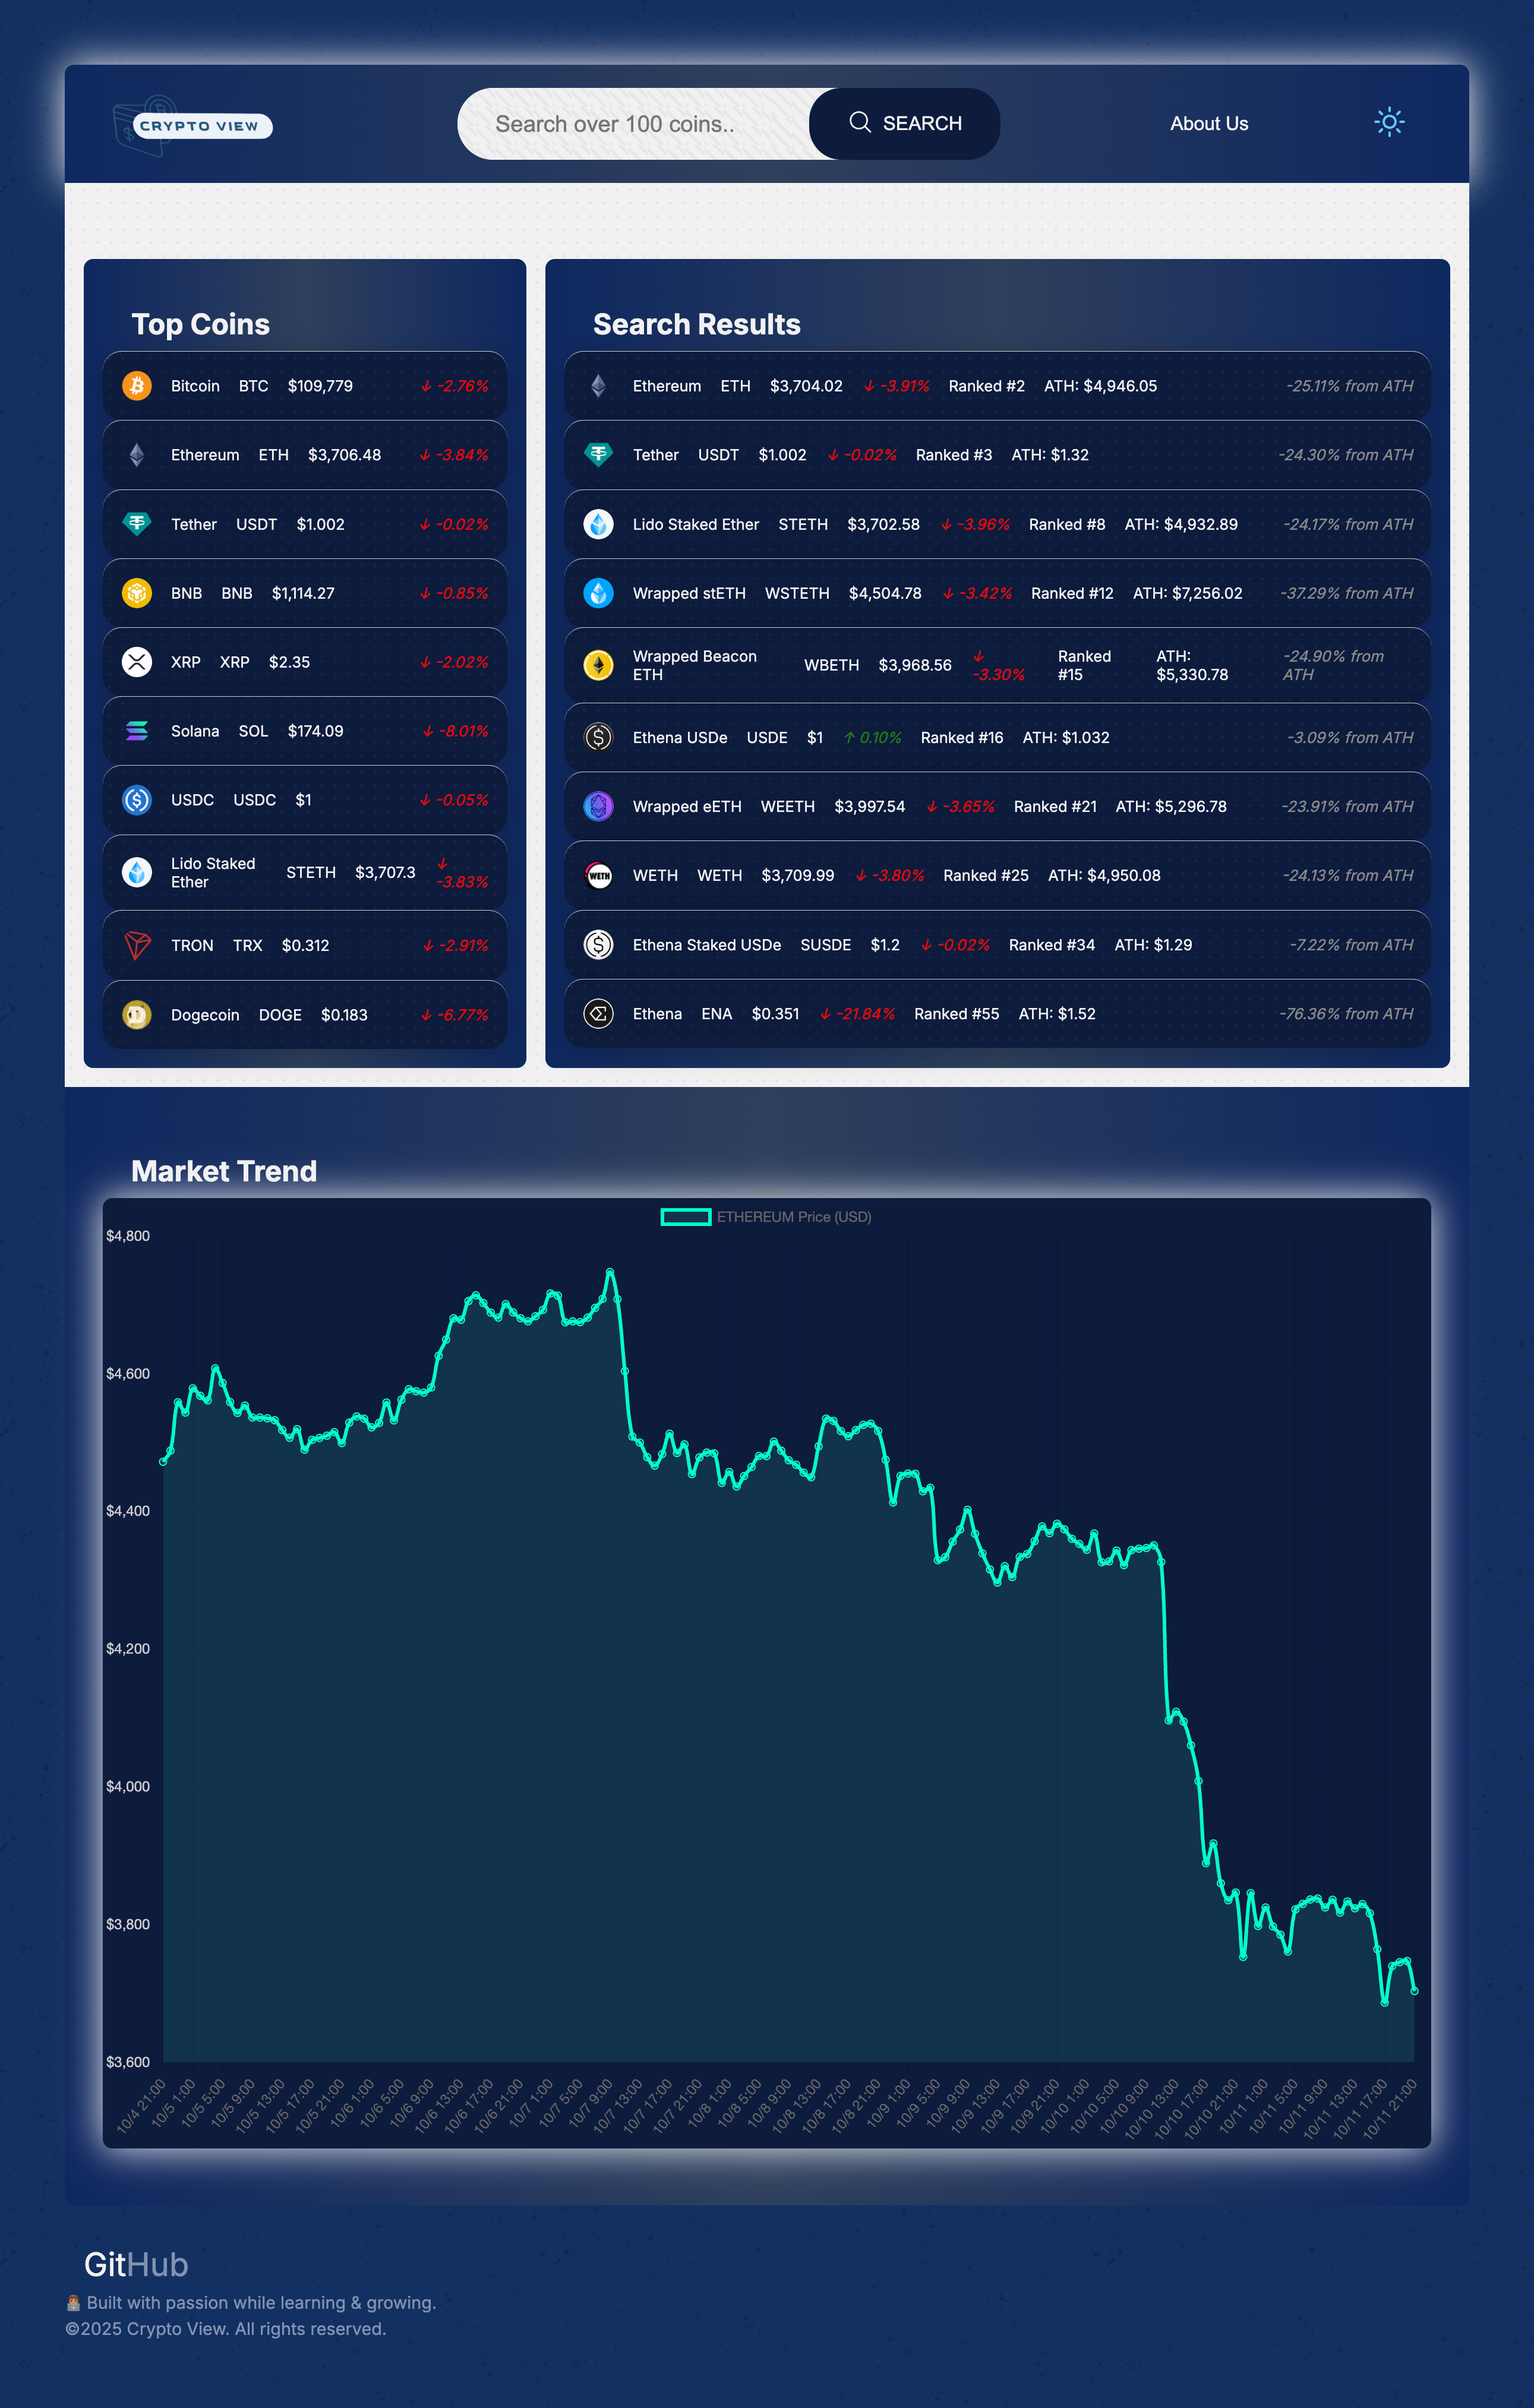 CRYPTO VIEW
Search over 100 coins..
SEARCH
About Us
Top Coins
Bitcoin BTC $109,779 ↓ -2.76%
Ethereum ETH $3,706.48 ↓ -3.84%
Tether USDT $1.002 ↓ -0.02%
BNB BNB $1,114.27 ↓ -0.85%
XRP XRP $2.35 ↓ -2.02%
Solana SOL $174.09 ↓ -8.01%
USDC USDC $1 ↓ -0.05%
Lido Staked Ether STETH $3,707.3 ↓ -3.83%
TRON TRX $0.312 ↓ -2.91%
Dogecoin DOGE $0.183 ↓ -6.77%
Search Results
Ethereum ETH $3,704.02 ↓ -3.91% Ranked #2 ATH: $4,946.05 -25.11% from ATH
Tether USDT $1.002 ↓ -0.02% Ranked #3 ATH: $1.32 -24.30% from ATH
Lido Staked Ether STETH $3,702.58 ↓ -3.96% Ranked #8 ATH: $4,932.89 -24.17% from ATH
Wrapped stETH WSTETH $4,504.78 ↓ -3.42% Ranked #12 ATH: $7,256.02 -37.29% from ATH
Wrapped Beacon ETH WBETH $3,968.56 ↓ -3.30% Ranked #15 ATH: $5,330.78 -24.90% from ATH
Ethena USDe USDE $1 ↑ 0.10% Ranked #16 ATH: $1.032 -3.09% from ATH
Wrapped eETH WEETH $3,997.54 ↓ -3.65% Ranked #21 ATH: $5,296.78 -23.91% from ATH
WETH
WETH WETH $3,709.99 ↓ -3.80% Ranked #25 ATH: $4,950.08 -24.13% from ATH
Ethena Staked USDe SUSDE $1.2 ↓ -0.02% Ranked #34 ATH: $1.29 -7.22% from ATH
Ethena ENA $0.351 ↓ -21.84% Ranked #55 ATH: $1.52 -76.36% from ATH
Market Trend
ETHEREUM Price (USD)
$4,800
$4,600
$4,400
$4,200
$4,000
$3,800
$3,600
10/4 21:00
10/5 1:00
10/5 5:00
10/5 9:00
10/5 13:00
10/5 17:00
10/5 21:00
10/6 1:00
10/6 5:00
10/6 9:00
10/6 13:00
10/6 17:00
10/6 21:00
10/7 1:00
10/7 5:00
10/7 9:00
10/7 13:00
10/7 17:00
10/7 21:00
10/8 1:00
10/8 5:00
10/8 9:00
10/8 13:00
10/8 17:00
10/8 21:00
10/9 1:00
10/9 5:00
10/9 9:00
10/9 13:00
10/9 17:00
10/9 21:00
10/10 1:00
10/10 5:00
10/10 9:00
10/10 13:00
10/10 17:00
10/10 21:00
10/11 1:00
10/11 5:00
10/11 9:00
10/11 13:00
10/11 17:00
10/11 21:00
GitHub
Built with passion while learning & growing.
©2025 Crypto View. All rights reserved.